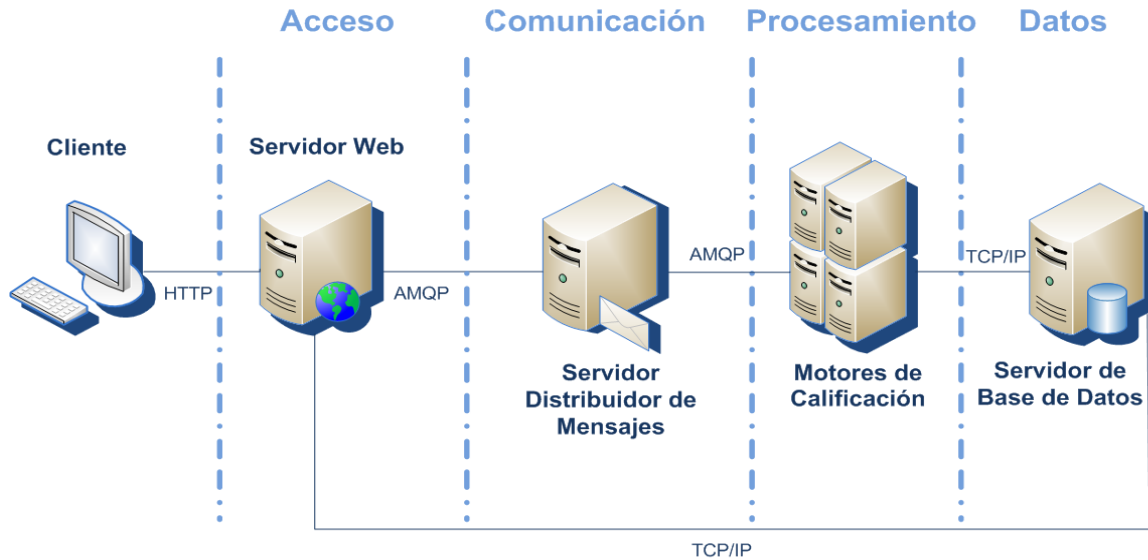 Acceso
Comunicación
Procesamiento
Datos
Cliente
Servidor Web
HTTP
AMQP
AMQP
TCP/IP
Servidor
Distribuidor de
Mensajes
Motores de
Calificación
Servidor de
Base de Datos
TCP/IP